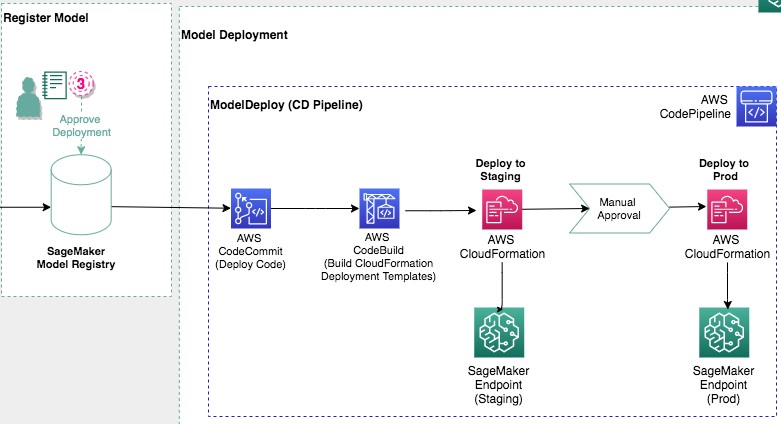 Register Model
Model Deployment
3
Approve
Deployment
SageMaker
Model Registry
ModelDeploy (CD Pipeline)
AWS
CodePipeline
AWS
CodeCommit
(Deploy Code)
AWS
CodeBuild
(Build CloudFormation
Deployment Templates)
Deploy to
Staging
AWS
CloudFormation
Manual
Approval
Deploy to
Prod
AWS
CloudFormation
SageMaker
Endpoint
(Staging)
SageMaker
Endpoint
(Prod)